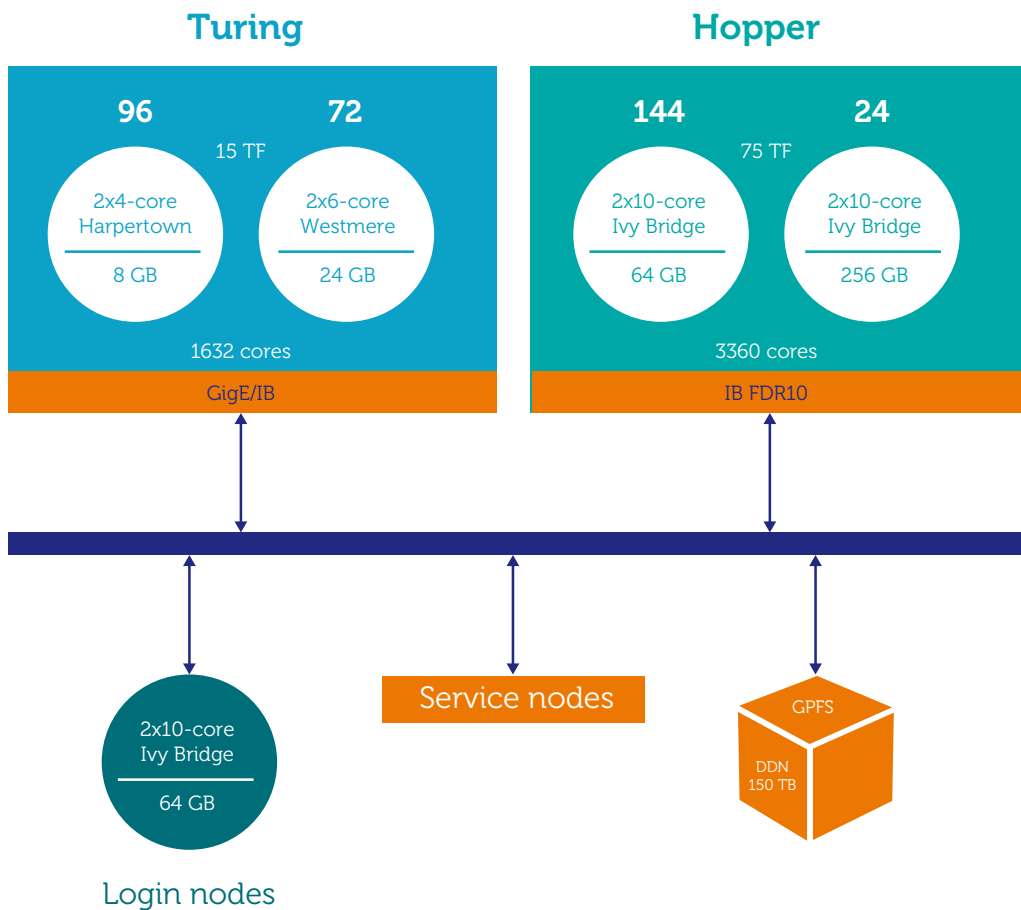 Turing
Hopper
96
72
15 TF
2x4-core
Harpertown
8 GB
2x6-core
Westmere
24 GB
1632 cores
GigE/IB
144
24
75 TF
2x10-core
Ivy Bridge
64 GB
2x10-core
Ivy Bridge
256 GB
3360 cores
IB FDR10
2x10-core
Ivy Bridge
64 GB
Login nodes
Service nodes
GPFS
DDN
150 TB